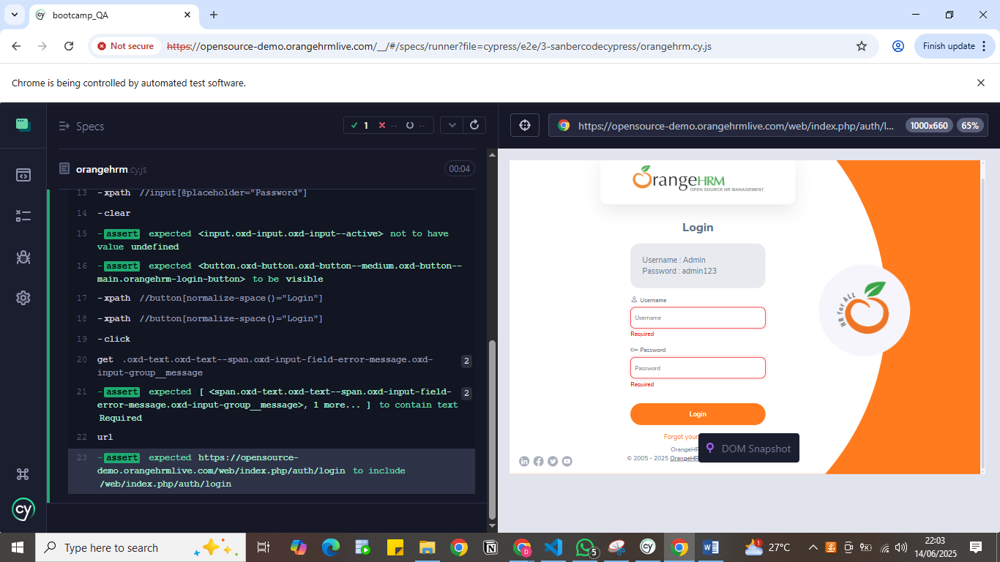 bootcamp_QA
Not secure
https://opensource-demo.orangehrmlive.com/__/#/specs/runner?file=cypress/e2e/3-sanbercodecypress/orangehrm.cy.js
Finish update
Chrome is being controlled by automated test software.
Specs
1
--
--
https://opensource-demo.orangehrmlive.com/web/index.php/auth/l...
1000x660
65%
orangehrm.cy.js
00:04
13 -xpath //input[@placeholder="Password"]
14 -clear
15 -assert expected <input.oxd-input.oxd-input--active> not to have
value undefined
16 -assert expected <button.oxd-button.oxd-button--medium.oxd-button--
main.orangehrm-login-button> to be visible
17 -xpath //button[normalize-space()="Login"]
18 -xpath //button[normalize-space()="Login"]
19 -click
20 get .oxd-text.oxd-text--span.oxd-input-field-error-message.oxd- 2
input-group__message
21 -assert expected [ <span.oxd-text.oxd-text--span.oxd-input-field- 2
error-message.oxd-input-group__message>, 1 more... ] to contain text
Required
22 url
23 -assert expected https://opensource-
demo.orangehrmlive.com/web/index.php/auth/login to include
/web/index.php/auth/login
cy
OrangeHRM
OPEN SOURCE HR MANAGEMENT
Login
Username : Admin
Password : admin123
Username
Username
Required
Password
Password
Required
Login
Forgot your
OrangeHR
© 2005 - 2025 OrangeHR
DOM Snapshot
HR for ALL
Type here to search
5
1
27°C
22:03
14/06/2025